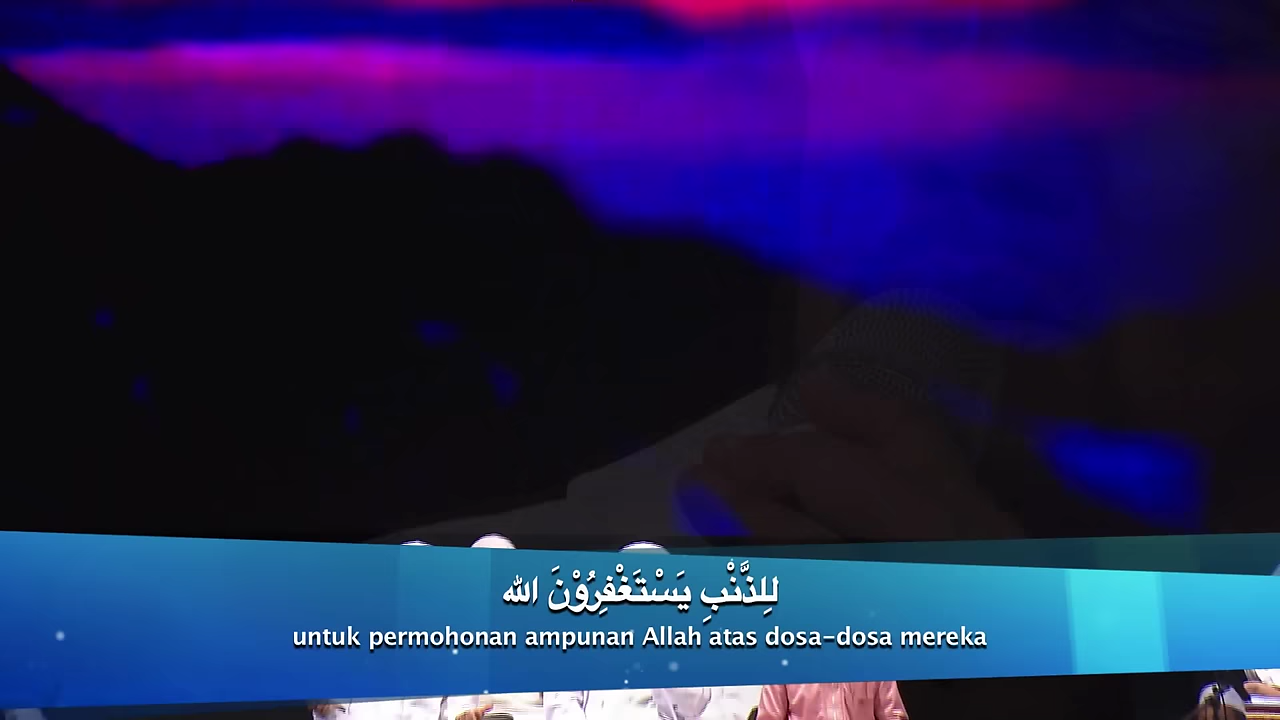 لِلذَّنْبِ يَسْتَغْفِرُوْنَ الله
untuk permohonan ampunan Allah atas dosa-dosa mereka